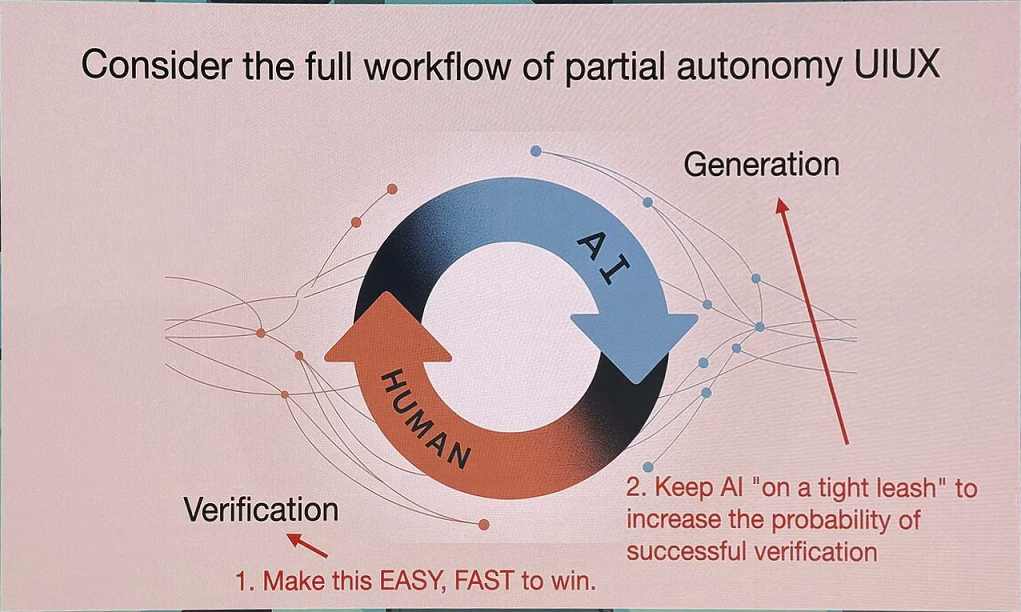 Consider the full workflow of partial autonomy UIUX
Generation
AI
HUMAN
Verification
2. Keep AI "on a tight leash" to
increase the probability of
successful verification
1. Make this EASY, FAST to win.